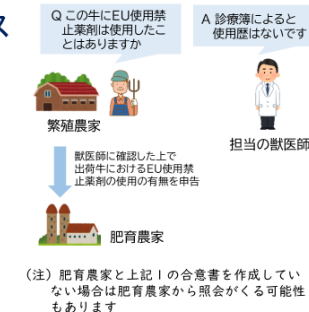 ス
Q この牛にEU使用禁
止薬剤は使用したこ
とはありますか
A 診療簿によると
使用歴はないです
繁殖農家
担当の獣医師
獣医師に確認した上で
出荷牛におけるEU使用禁
止薬剤の使用の有無を申告
肥育農家
（注）肥育農家と上記１の合意書を作成してい
ない場合は肥育農家から照会がくる可能性
もあります